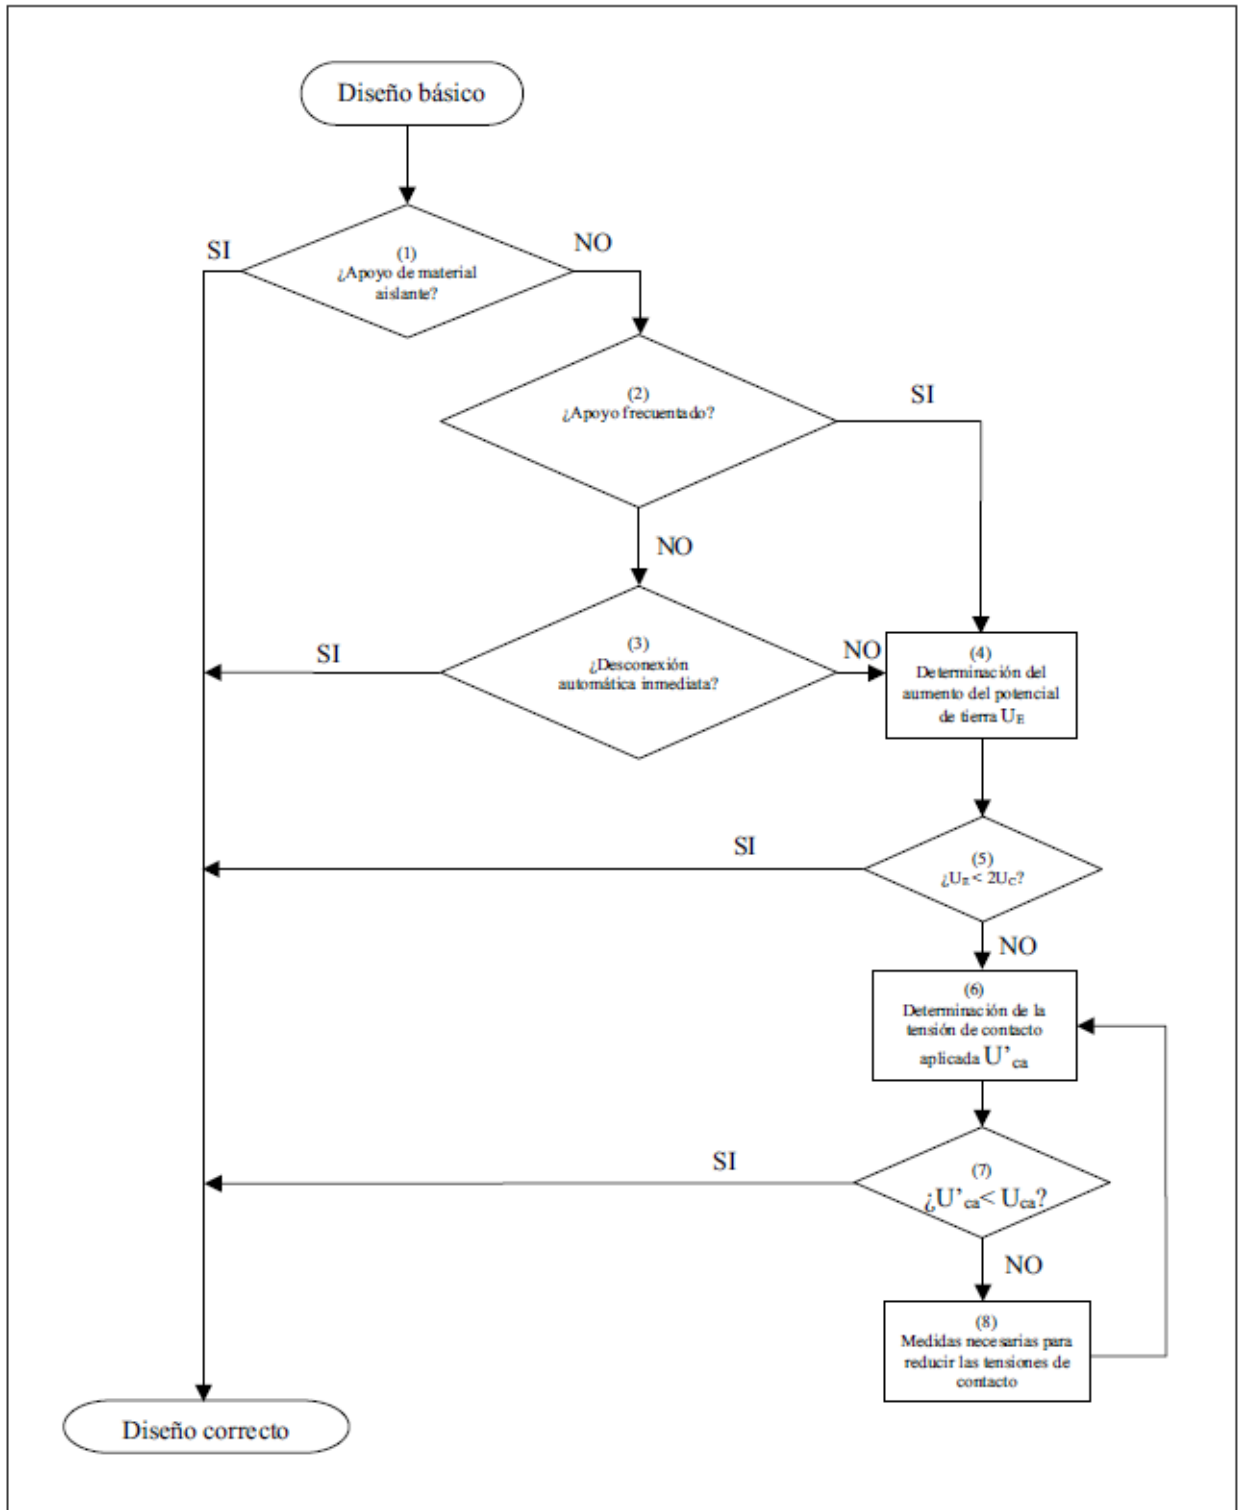 Diseño básico
SI
NO
(1)
¿Apoyo de material
aislante?
(2)
¿Apoyo frecuentado?
SI
NO
(3)
¿Desconexión
automática inmediata?
SI
NO
(4)
Determinación del
aumento del potencial
de tierra UE
SI
(5)
¿UE < 2UC?
NO
(6)
Determinación de la
tensión de contacto
aplicada U’ca
SI
(7)
¿U’ca< Uca?
NO
(8)
Medidas necesarias para
reducir las tensiones de
contacto
Diseño correcto